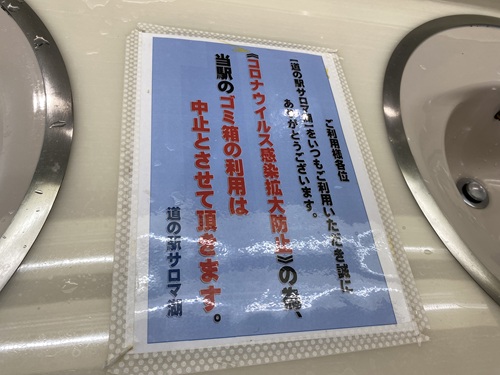 ご利用様各位
【道の駅サロマ湖】をいつもご利用いただき誠に
ありがとうございます。
《コロナウイルス感染拡大防止》の為、
当駅のゴミ箱の利用は
中止とさせて頂きます。
道の駅サロマ湖